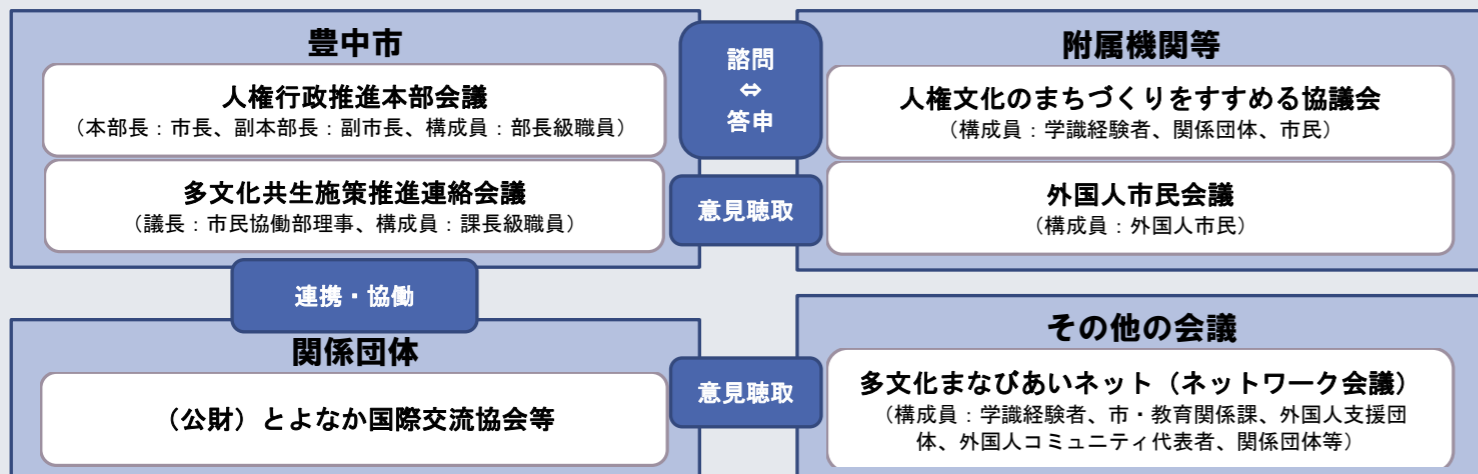 豊中市
人権行政推進本部会議
（本部長：市長、副本部長：副市長、構成員：部長級職員）
多文化共生施策推進連絡会議
（議長：市民協働部理事、構成員：課長級職員）
諮問
⇔
答申
意見聴取
附属機関等
人権文化のまちづくりをすすめる協議会
（構成員：学識経験者、関係団体、市民）
外国人市民会議
（構成員：外国人市民）
連携・協働
関係団体
（公財）とよなか国際交流協会等
意見聴取
その他の会議
多文化まなびあいネット（ネットワーク会議）
（構成員：学識経験者、市・教育関係課、外国人支援団
体、外国人コミュニティ代表者、関係団体等）